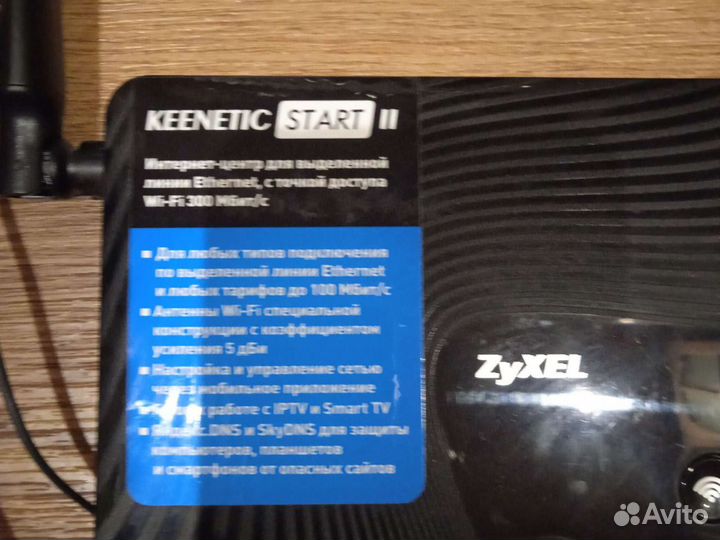 KEENETIC START II
Интернет-центр для выделенной
линии Ethernet, с точкой доступа
Wi-Fi 300 Мбит/с
Для любых типов подключения
по выделенной линии Ethernet
и любых тарифов до 100 Мбит/с
Антенны Wi-Fi специальной
конструкции с коэффициентом
усиления 5 дБи
Настройка и управление сетью
через мобильное приложение
работе с IPTV и Smart TV
Яндекс.DNS и SkyDNS для защиты
компьютеров, планшетов
и смартфонов от опасных сайтов
ZyXEL
Avito